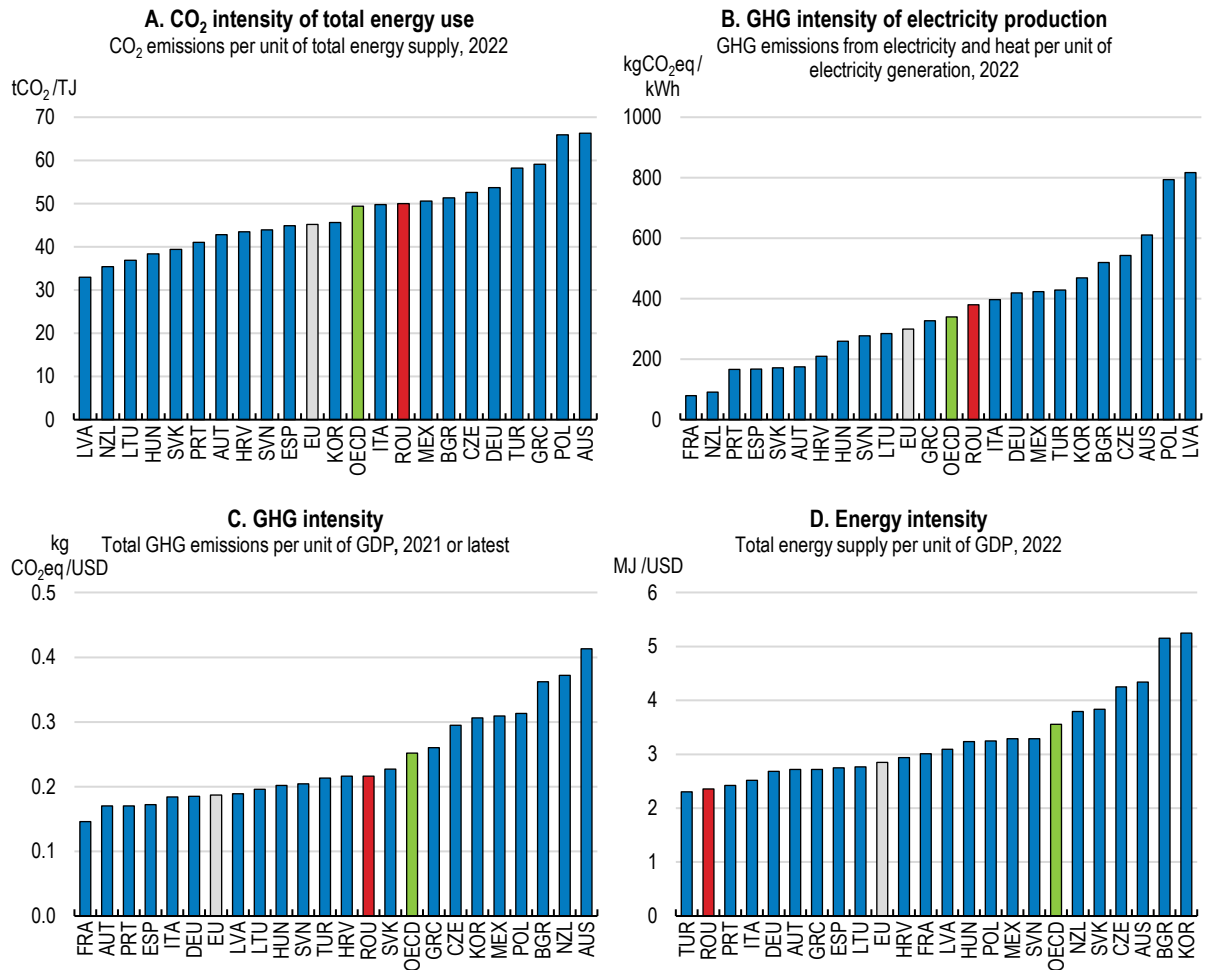 A. CO₂ intensity of total energy use
CO₂ emissions per unit of total energy supply, 2022
tCO₂ /TJ
70
60
50
40
30
20
10
0
LVA NZL LTU HUN SVK PRT AUT HRV SVN ESP EU KOR OECD ITA ROU MEX BGR CZE DEU TUR GRC POL AUS
B. GHG intensity of electricity production
GHG emissions from electricity and heat per unit of
electricity generation, 2022
kgCO₂eq /
kWh
1000
800
600
400
200
0
FRA NZL PRT ESP SVK AUT HRV HUN SVN LTU EU GRC OECD ROU ITA DEU MEX TUR KOR BGR CZE AUS POL LVA
C. GHG intensity
Total GHG emissions per unit of GDP, 2021 or latest
kg
CO₂eq /USD
0.5
0.4
0.3
0.2
0.1
0.0
FRA AUT PRT ESP ITA DEU EU LVA LTU HUN SVN TUR HRV ROU SVK OECD GRC CZE KOR MEX POL BGR NZL AUS
D. Energy intensity
Total energy supply per unit of GDP, 2022
MJ /USD
6
5
4
3
2
1
0
TUR ROU PRT ITA DEU AUT GRC ESP LTU EU HRV FRA LVA HUN POL MEX SVN OECD NZL SVK CZE AUS BGR KOR